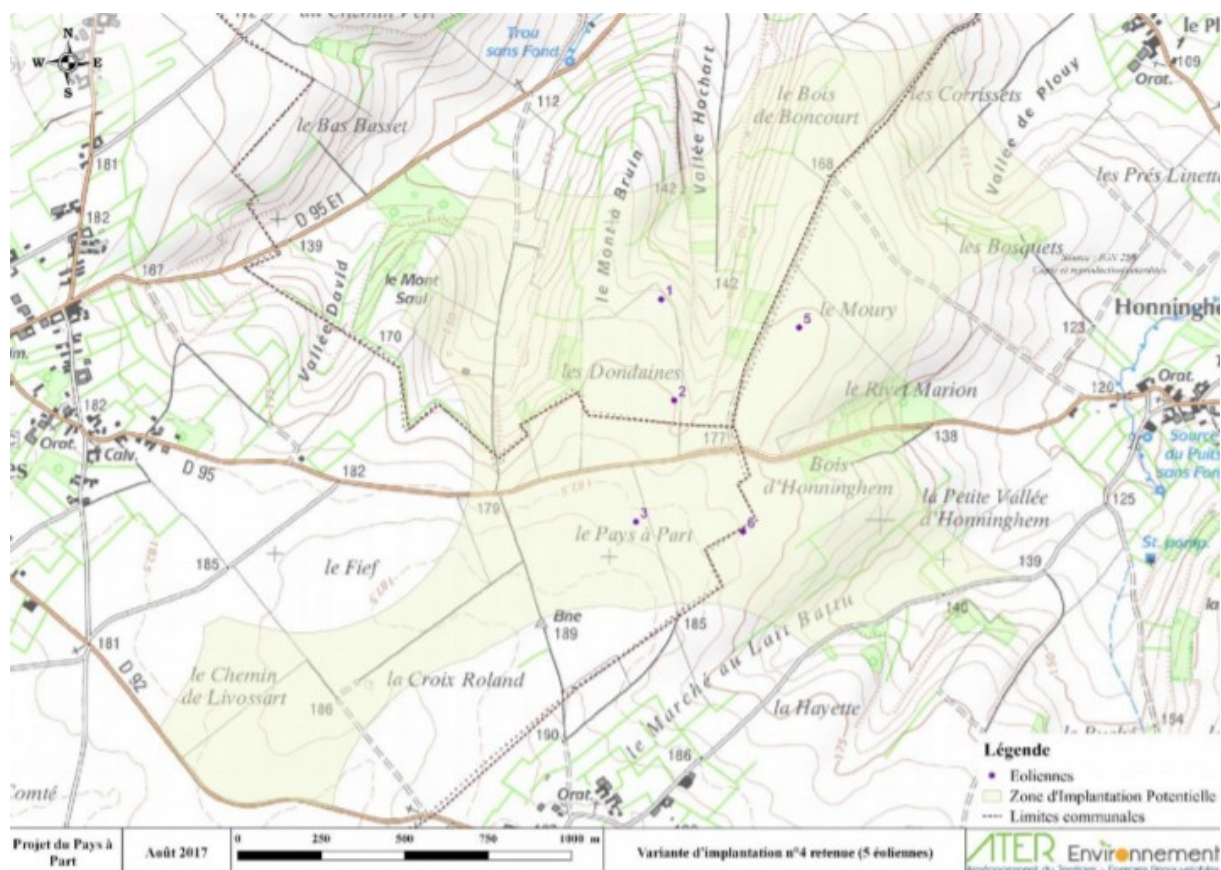 N
W E
S
Trou
sans Fond
le Pl
109
Orat.
le Bois
de Boncourt
les Corrissets
Vallée Hochart
Vallée de Plouy
112
181
le Bas Basset
168
142
les Prés Linette
182
D 95 E1
139
le Mont à Bruin
les Bosquets
167
le Mont
Saul
142
1
le Moury
Honninghe
Vallée David
170
5
123
les Dondaines
le Rivet Marion
120
Orat.
182
2
177
138
Orat.
Calv.
D 95
182
Bois
d'Honninghem
Source
du Puits
sans Fond
179
la Petite Vallée
d'Honninghem
125
3
le Pays à Part
6
St. pomp.
185
le Fief
139
Bne
189
185
140
181
D 92
le Chemin
de Livossart
la Croix Roland
le Marché au Lait Battu
186
la Hayette
190
186
154
Comté
Orat.
Légende
Eoliennes
Zone d'Implantation Potentielle
Limites communales
Projet du Pays à
Part
Août 2017
0 250 500 750 1000 m
Variante d'implantation n°4 retenue (5 éoliennes)
ATER Environnement